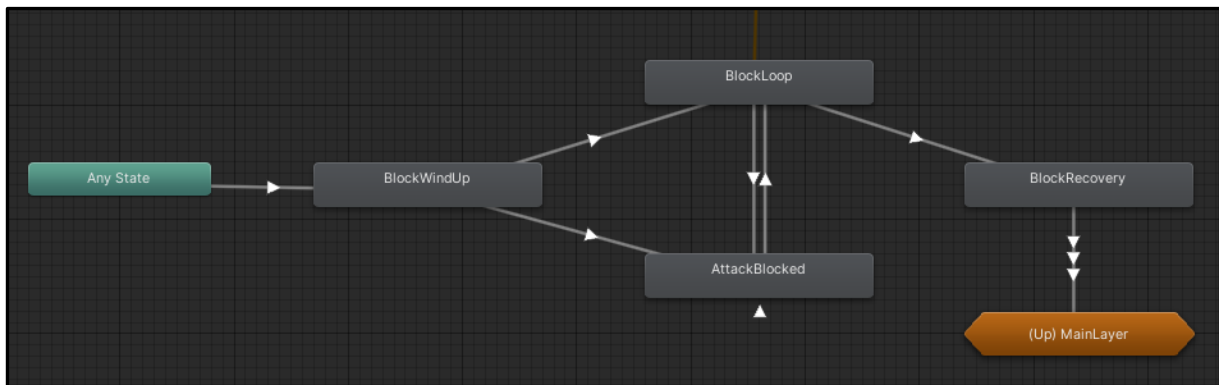 BlockLoop
Any State
BlockWindUp
BlockRecovery
AttackBlocked
(Up) MainLayer